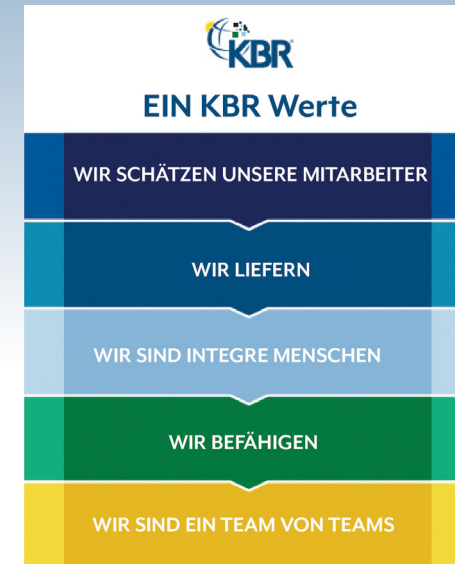 KBR
EIN KBR Werte
WIR SCHÄTZEN UNSERE MITARBEITER
WIR LIEFERN
WIR SIND INTEGRE MENSCHEN
WIR BEFÄHIGEN
WIR SIND EIN TEAM VON TEAMS